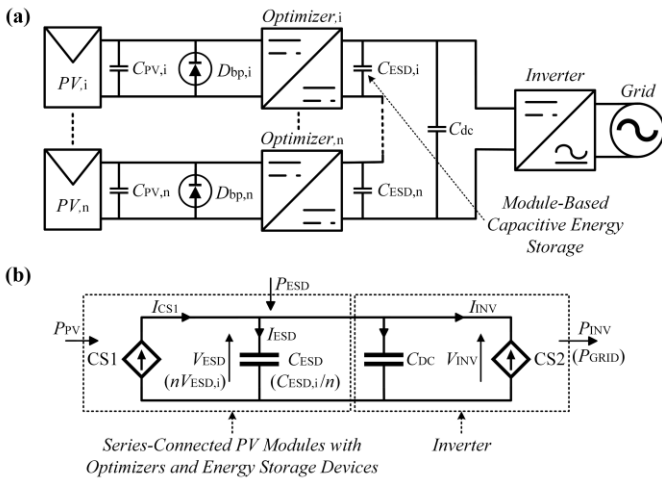 (a)
Optimizer,i
PV,i
CPV,i
Dbp,i
CESD,i
Inverter
Grid
Cdc
Optimizer,n
PV,n
CPV,n
Dbp,n
CESD,n
Module-Based
Capacitive Energy
Storage
(b)
PESD
ICS1
IINV
PPV
IESD
PINV
CS1
VESD
CESD
CDC
VINV
CS2
(PGRID)
(nVESD,i)
(CESD,i/n)
Series-Connected PV Modules with
Optimizers and Energy Storage Devices
Inverter